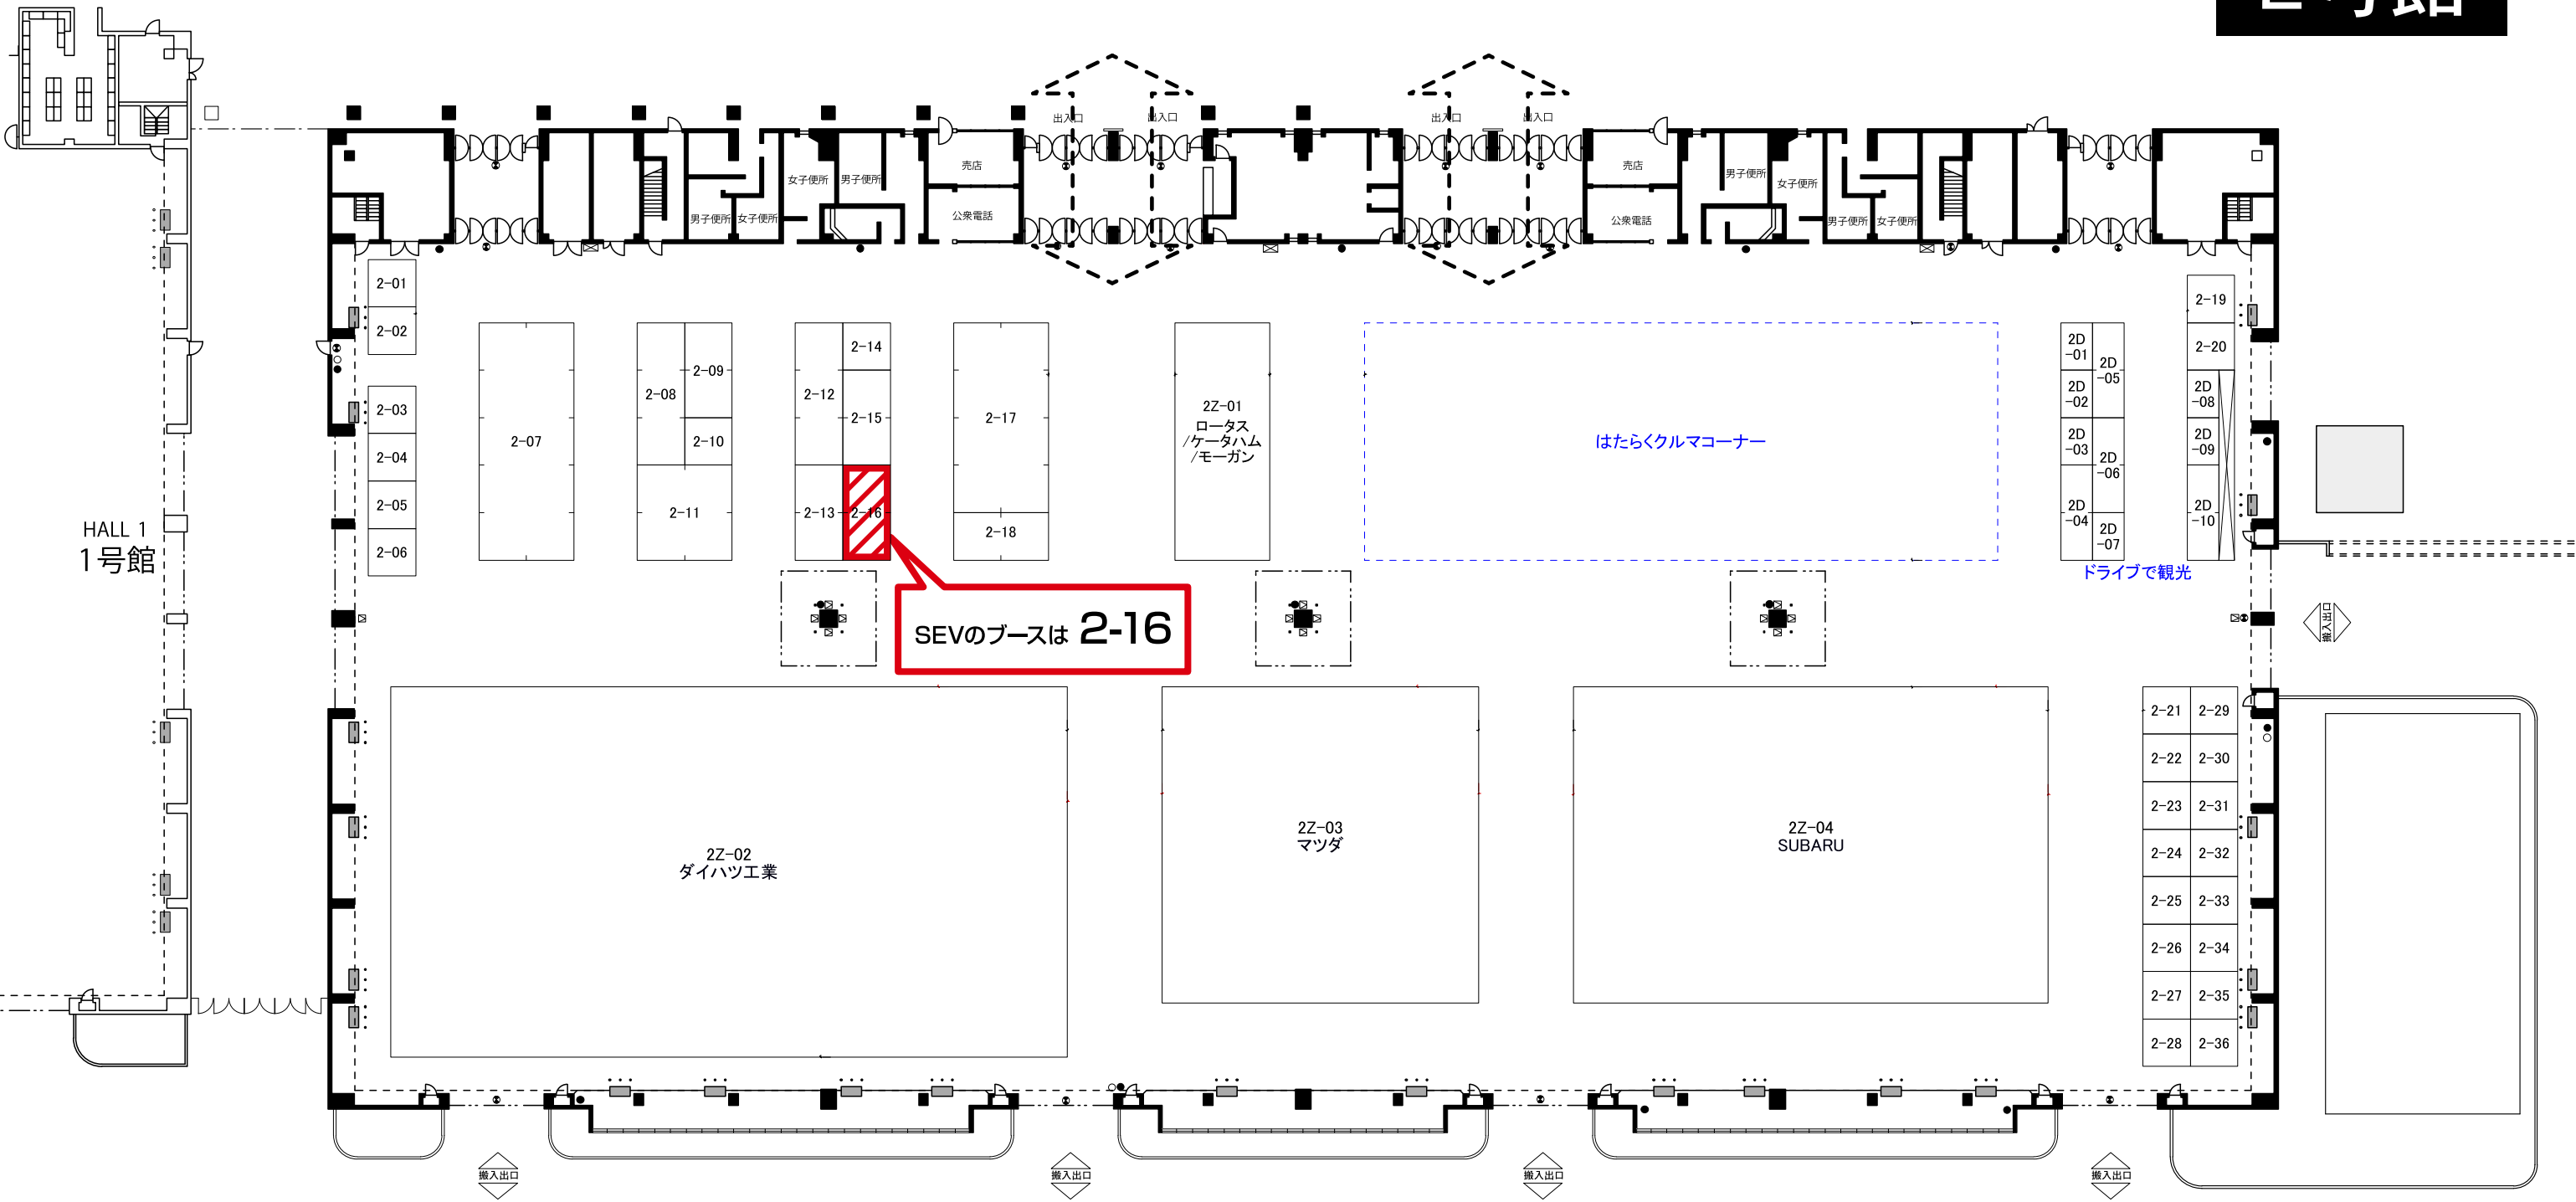 2号館
出入口
出入口
出入口
出入口
売店
女子便所
男子便所
公衆電話
男子便所
女子便所
売店
男子便所
女子便所
公衆電話
男子便所
女子便所
2-01
2-02
2-03
2-04
2-05
2-06
2-07
2-08
2-09
2-10
2-11
2-12
2-13
2-14
2-15
2-16
2-17
2-18
2Z-01
ロータス
/ケータハム
/モーガン
はたらくクルマコーナー
2D
-01
2D
-02
2D
-03
2D
-04
2D
-05
2D
-06
2D
-07
2-19
2-20
2D
-08
2D
-09
2D
-10
ドライブで観光
HALL 1
1号館
SEVのブースは 2-16
搬入出口
2Z-02
ダイハツ工業
2Z-03
マツダ
2Z-04
SUBARU
2-21 2-29
2-22 2-30
2-23 2-31
2-24 2-32
2-25 2-33
2-26 2-34
2-27 2-35
2-28 2-36
搬入出口
搬入出口
搬入出口
搬入出口